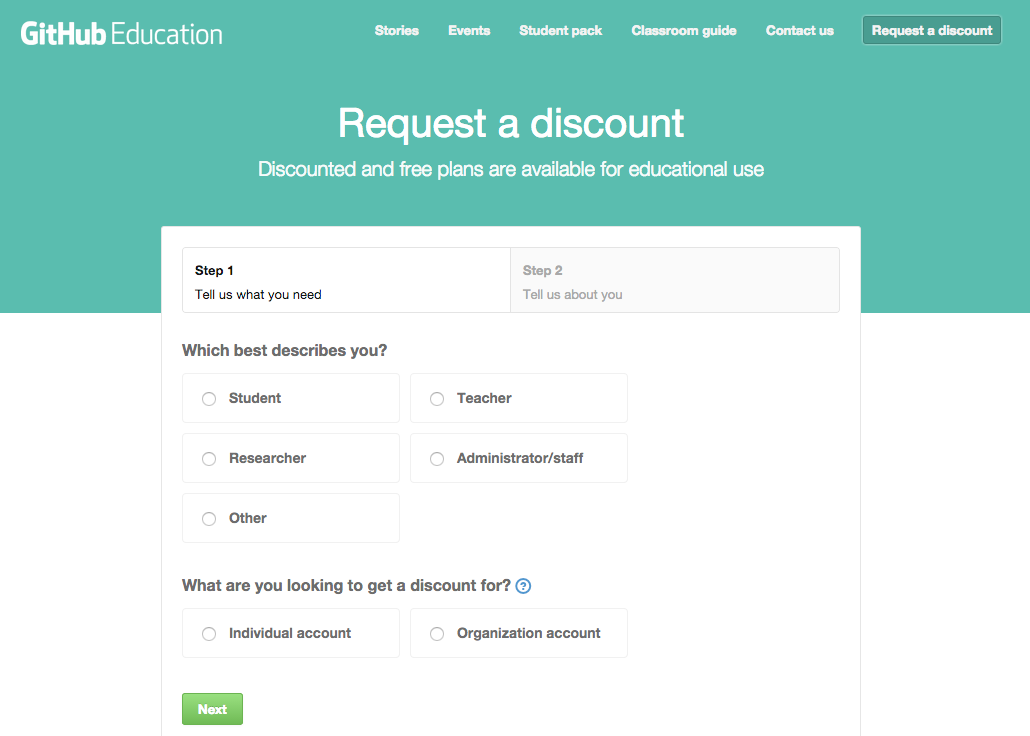 GitHub Education
Stories Events Student pack Classroom guide Contact us Request a discount
Request a discount
Discounted and free plans are available for educational use
Step 1
Tell us what you need
Step 2
Tell us about you
Which best describes you?
Student
Teacher
Researcher
Administrator/staff
Other
What are you looking to get a discount for? ?
Individual account
Organization account
Next